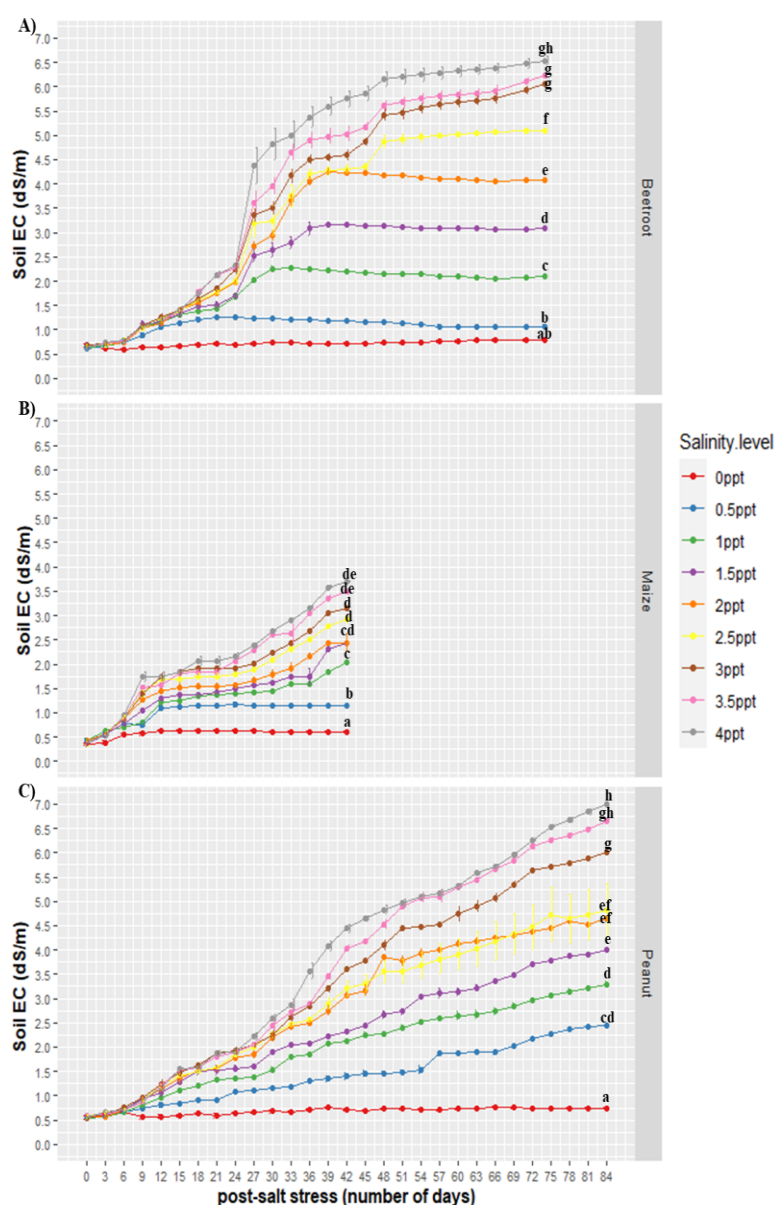 A)
7.0
6.5
6.0
5.5
5.0
4.5
4.0
3.5
3.0
2.5
2.0
1.5
1.0
0.5
0.0
Soil EC (dS/m)
gh
g
g
f
e
d
c
b
ab
Beetroot
B)
7.0
6.5
6.0
5.5
5.0
4.5
4.0
3.5
3.0
2.5
2.0
1.5
1.0
0.5
0.0
Soil EC (dS/m)
de
de
d
d
cd
c
b
a
Maize
Salinity.level
0ppt
0.5ppt
1ppt
1.5ppt
2ppt
2.5ppt
3ppt
3.5ppt
4ppt
C)
7.0
6.5
6.0
5.5
5.0
4.5
4.0
3.5
3.0
2.5
2.0
1.5
1.0
0.5
0.0
Soil EC (dS/m)
h
gh
g
ef
ef
e
d
cd
a
Peanut
0 3 6 9 12 15 18 21 24 27 30 33 36 39 42 45 48 51 54 57 60 63 66 69 72 75 78 81 84
post-salt stress (number of days)